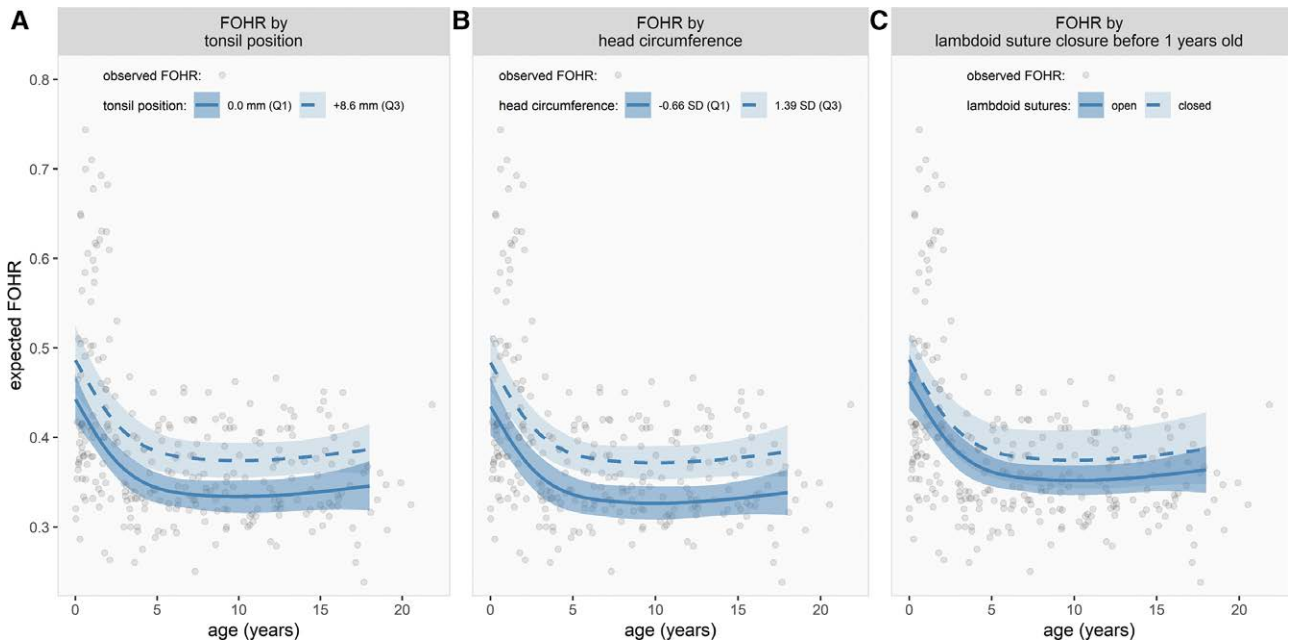 A
FOHR by
tonsil position
observed FOHR:
tonsil position: 0.0 mm (Q1) +8.6 mm (Q3)
B
FOHR by
head circumference
observed FOHR:
head circumference: -0.66 SD (Q1) 1.39 SD (Q3)
C
FOHR by
lambdoid suture closure before 1 years old
observed FOHR:
lambdoid sutures: open closed
expected FOHR
0.8
0.7
0.6
0.5
0.4
0.3
0 5 10 15 20
age (years)
0 5 10 15 20
age (years)
0 5 10 15 20
age (years)